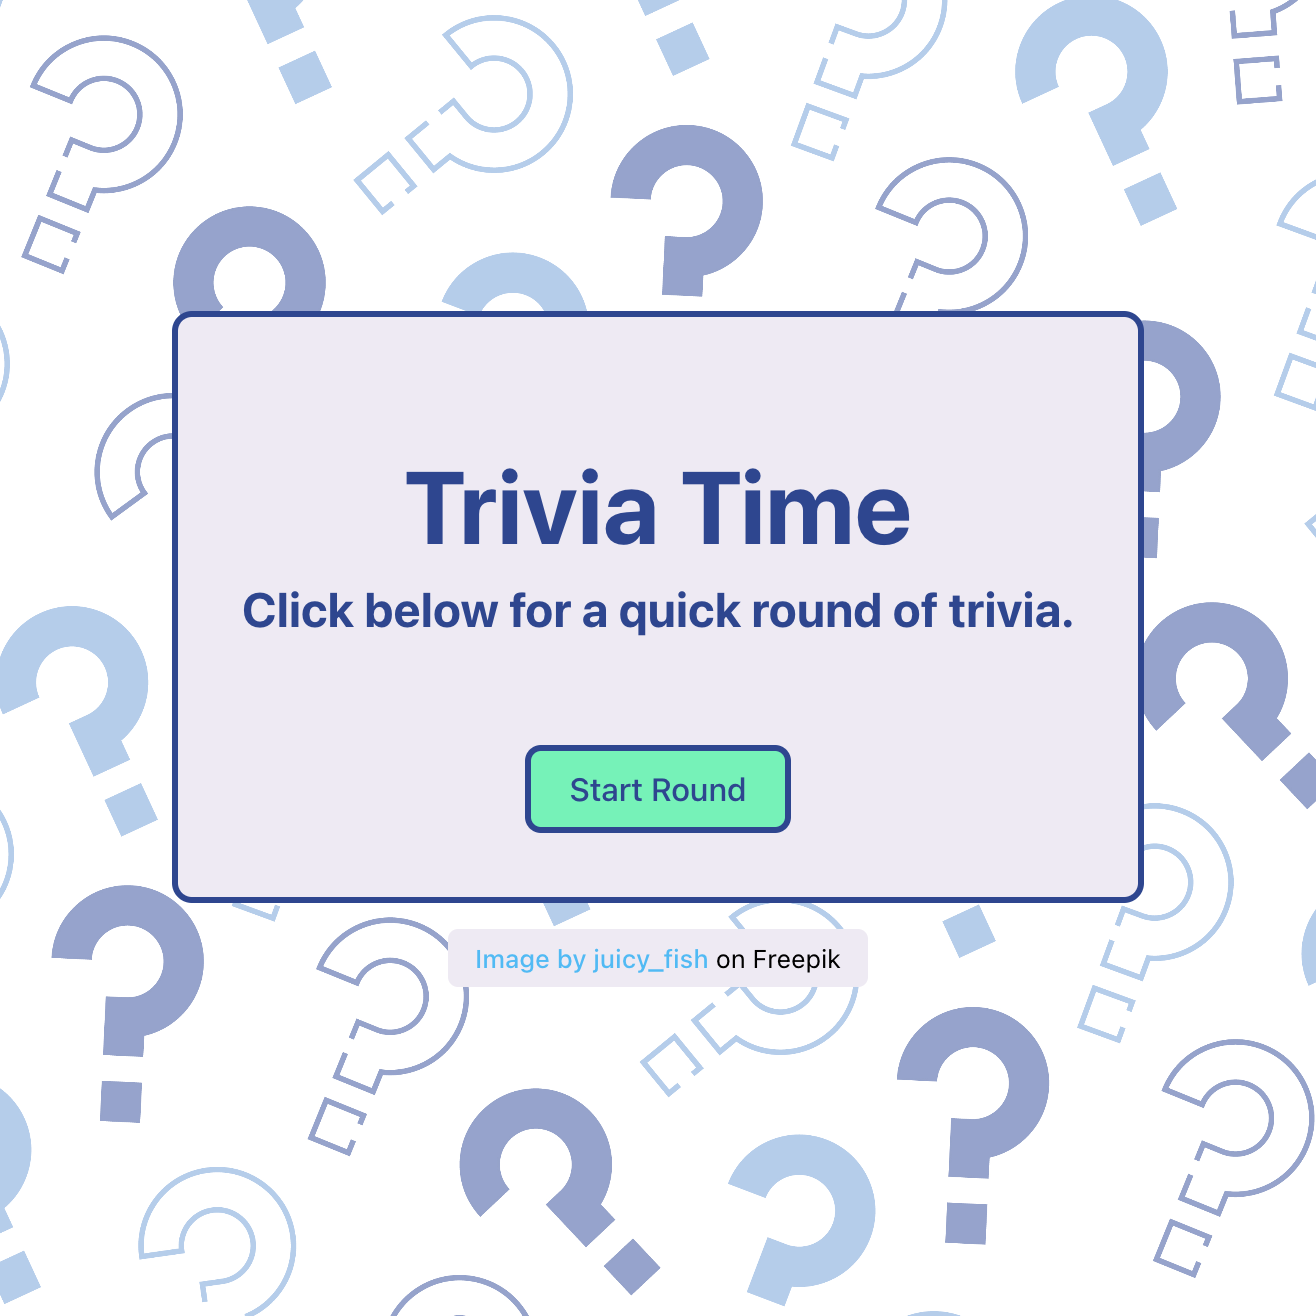 Trivia Time
Click below for a quick round of trivia.
Start Round
Image by juicy_fish on Freepik